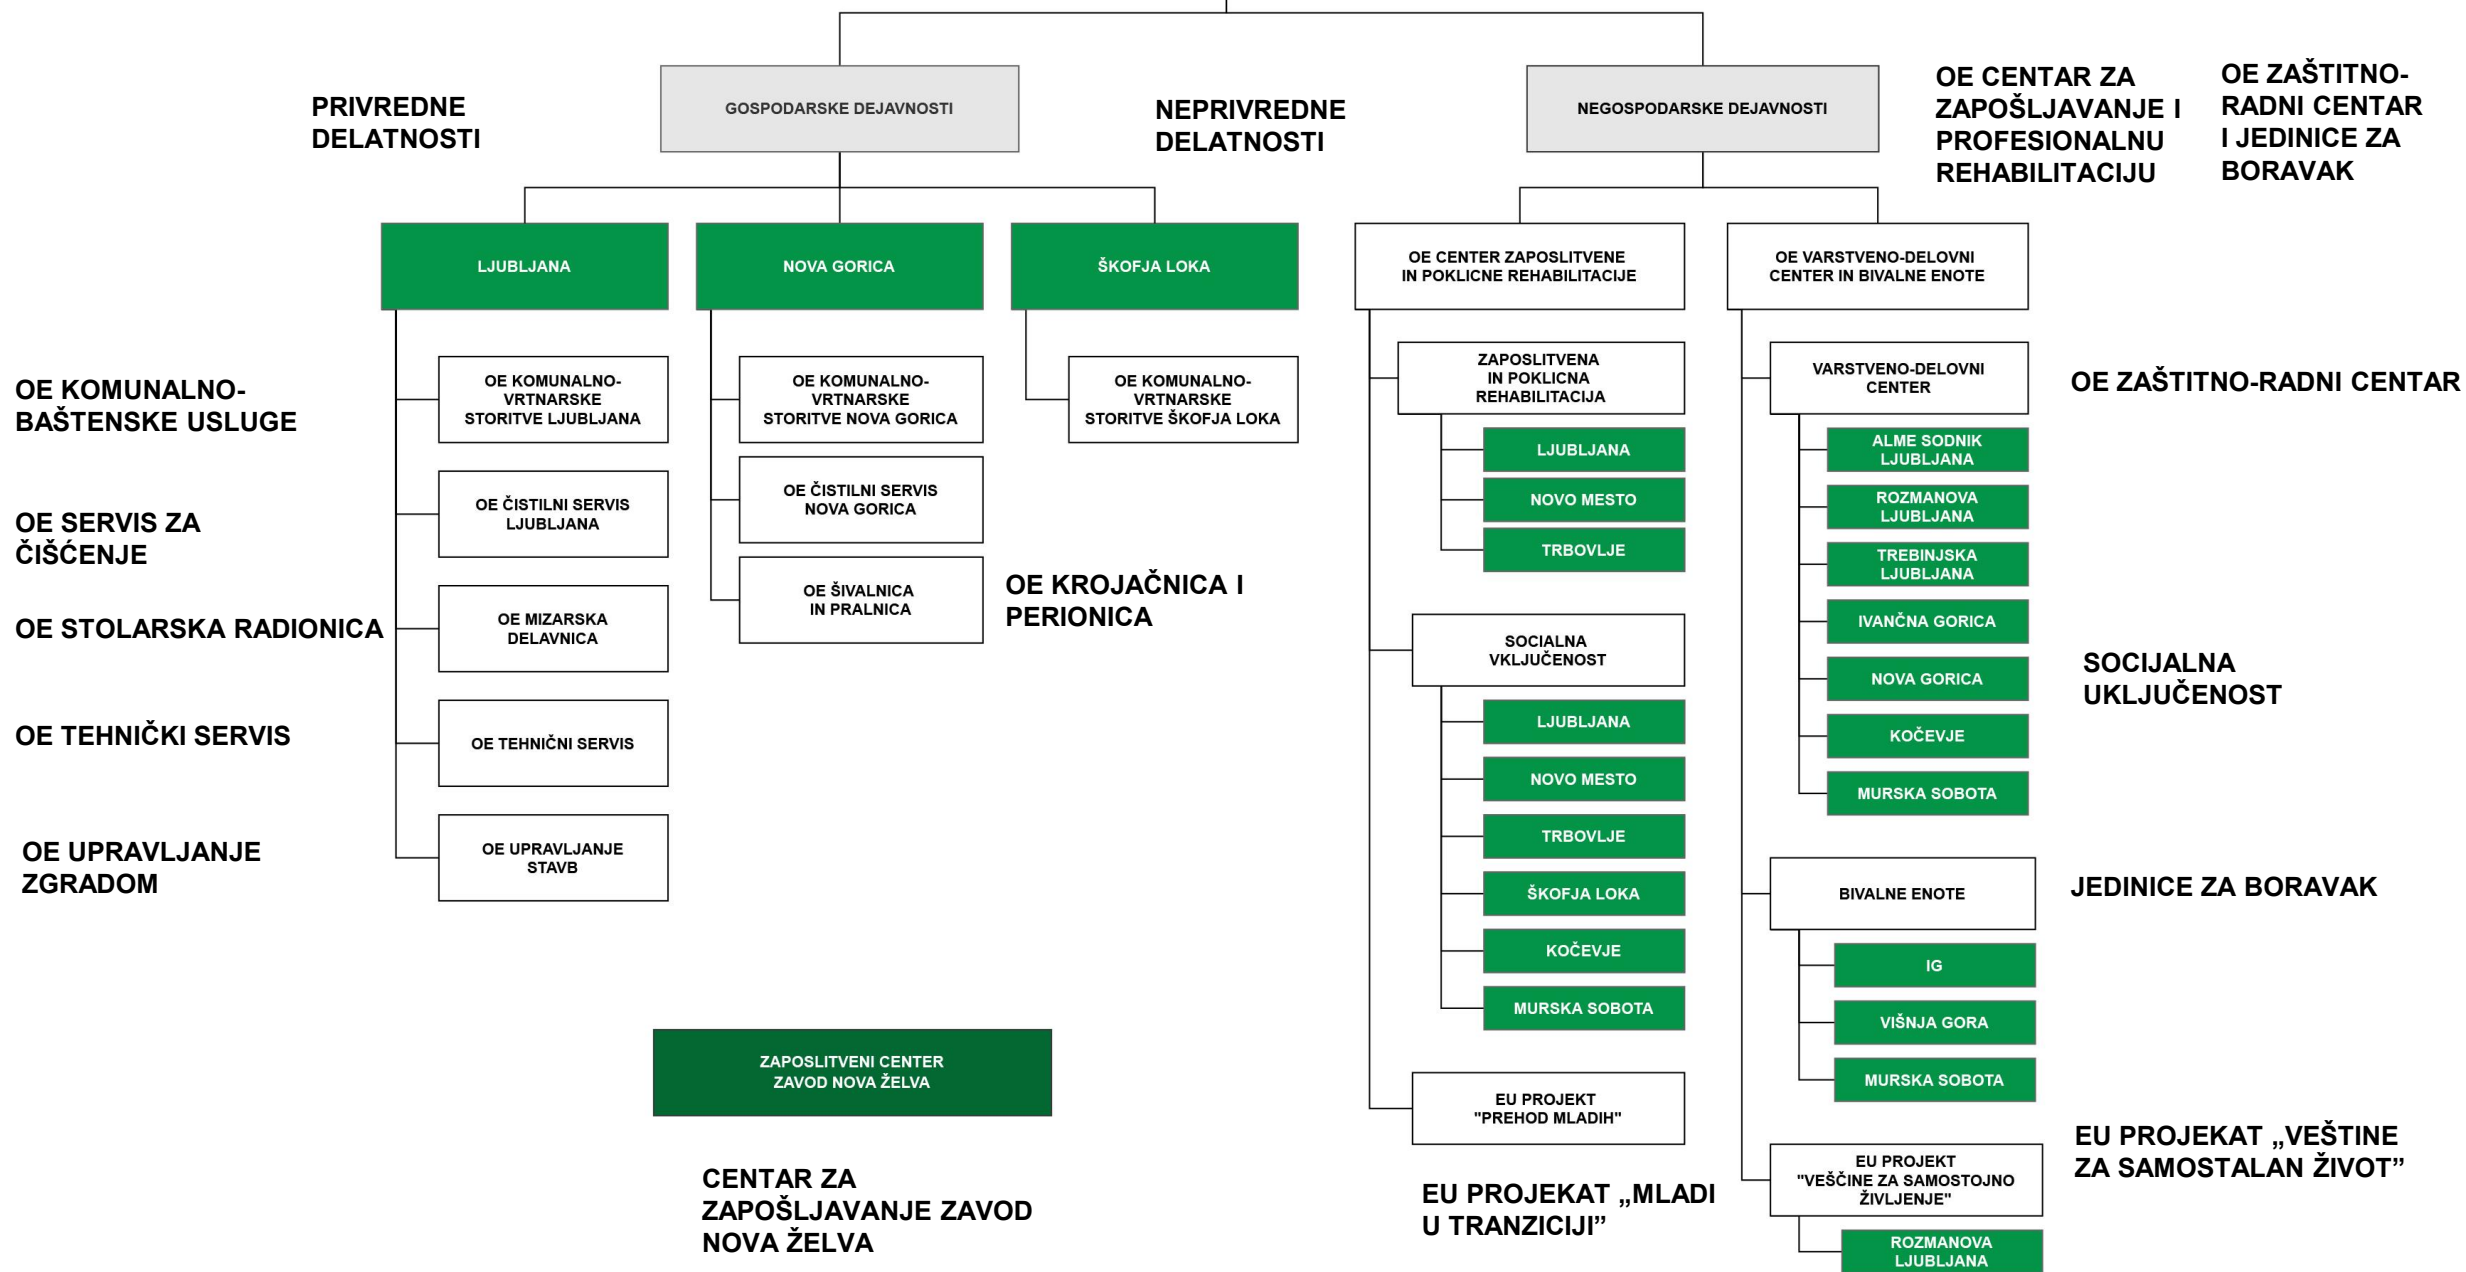 PRIVREDNE
DELATNOSTI
GOSPODARSKE DEJAVNOSTI
NEPRIVREDNE
DELATNOSTI
NEGOSPODARSKE DEJAVNOSTI
OE CENTAR ZA
ZAPOŠLJAVANJE I
PROFESIONALNU
REHABILITACIJU
OE ZAŠTITNO-
RADNI CENTAR
I JEDINICE ZA
BORAVAK
LJUBLJANA
NOVA GORICA
ŠKOFJA LOKA
OE CENTER ZAPOSLITVENE
IN POKLICNE REHABILITACIJE
OE VARSTVENO-DELOVNI
CENTER IN BIVALNE ENOTE
OE KOMUNALNO-
BAŠTENSKE USLUGE
OE KOMUNALNO-
VRTNARSKE
STORITVE LJUBLJANA
OE KOMUNALNO-
VRTNARSKE
STORITVE NOVA GORICA
OE KOMUNALNO-
VRTNARSKE
STORITVE ŠKOFJA LOKA
OE SERVIS ZA
ČIŠĆENJE
OE ČISTILNI SERVIS
LJUBLJANA
OE ČISTILNI SERVIS
NOVA GORICA
OE STOLARSKA RADIONICA
OE MIZARSKA
DELAVNICA
OE ŠIVALNICA
IN PRALNICA
OE KROJAČNICA I
PERIONICA
OE TEHNIČKI SERVIS
OE TEHNIČNI SERVIS
OE UPRAVLJANJE
ZGRADOM
OE UPRAVLJANJE
STAVB
ZAPOSLITVENA
IN POKLICNA
REHABILITACIJA
LJUBLJANA
NOVO MESTO
TRBOVLJE
SOCIALNA
VKLJUČENOST
LJUBLJANA
NOVO MESTO
TRBOVLJE
ŠKOFJA LOKA
KOČEVJE
MURSKA SOBOTA
EU PROJEKT
"PREHOD MLADIH"
EU PROJEKAT „MLADI
U TRANZICIJI”
VARSTVENO-DELOVNI
CENTER
OE ZAŠTITNO-RADNI CENTAR
ALME SODNIK
LJUBLJANA
ROZMANOVA
LJUBLJANA
TREBINJSKA
LJUBLJANA
IVANČNA GORICA
NOVA GORICA
KOČEVJE
MURSKA SOBOTA
SOCIJALNA
UKLJUČENOST
BIVALNE ENOTE
JEDINICE ZA BORAVAK
IG
VIŠNJA GORA
MURSKA SOBOTA
EU PROJEKT
"VEŠČINE ZA SAMOSTOJNO
ŽIVLJENJE"
EU PROJEKAT „VEŠTINE
ZA SAMOSTALAN ŽIVOT”
ROZMANOVA
LJUBLJANA
ZAPOSLITVENI CENTER
ZAVOD NOVA ŽELVA
CENTAR ZA
ZAPOŠLJAVANJE ZAVOD
NOVA ŽELVA